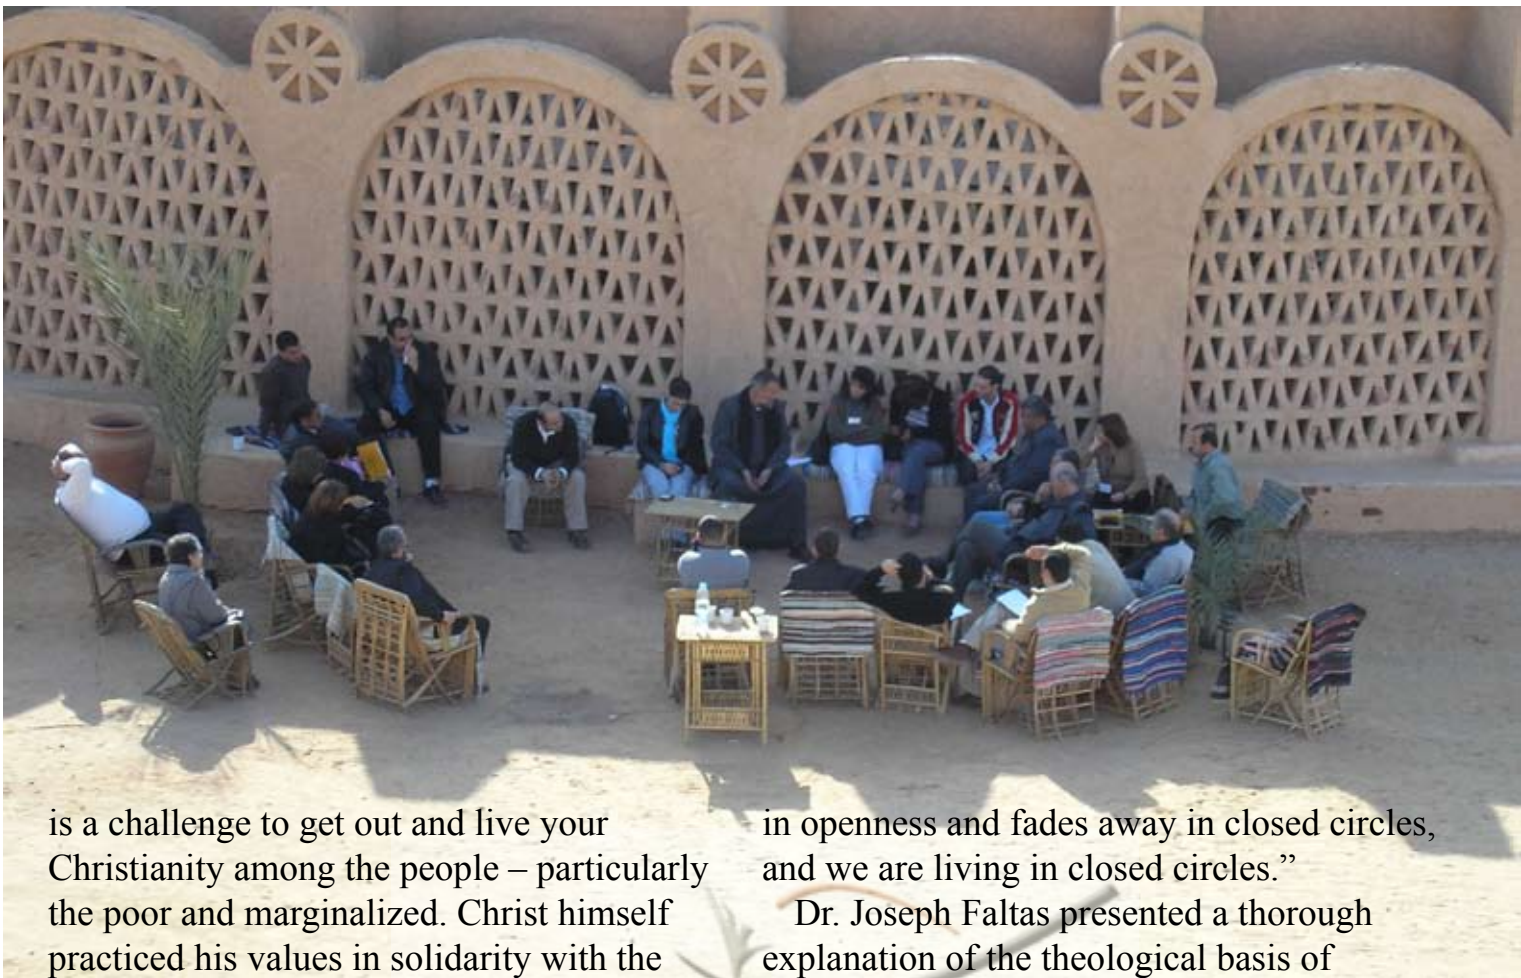 is a challenge to get out and live your
Christianity among the people – particularly
the poor and marginalized. Christ himself
practiced his values in solidarity with the
in openness and fades away in closed circles,
and we are living in closed circles.”
Dr. Joseph Faltas presented a thorough
explanation of the theological basis of